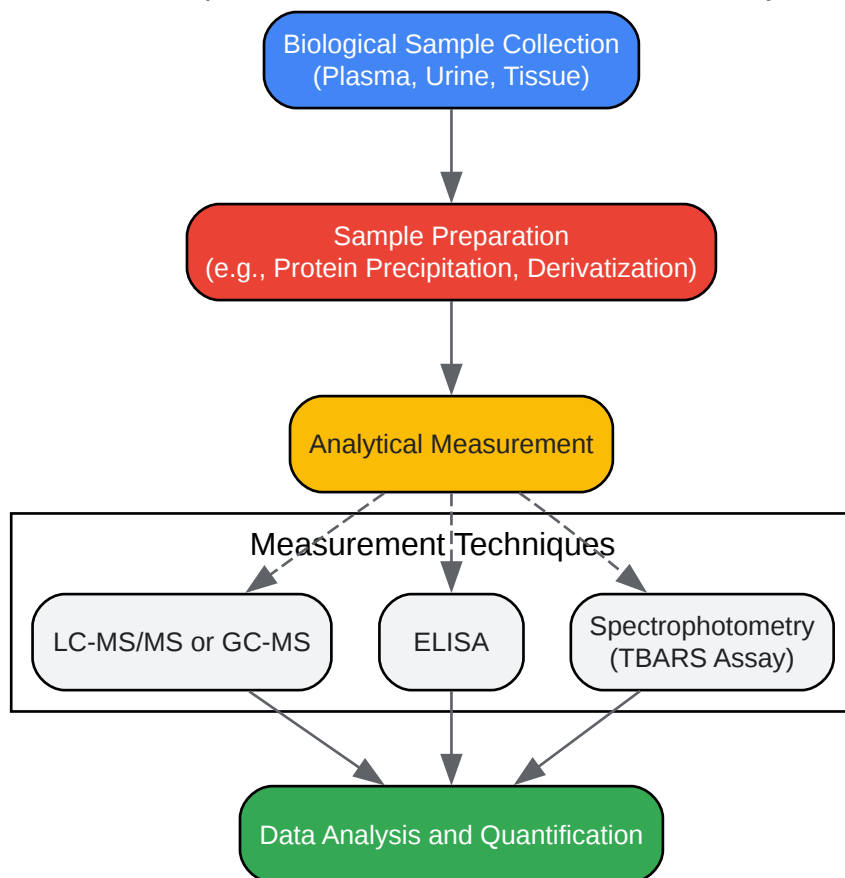 Biological Sample Collection
(Plasma, Urine, Tissue)
Sample Preparation
(e.g., Protein Precipitation, Derivatization)
Analytical Measurement
Measurement Techniques
LC-MS/MS or GC-MS
ELISA
Spectrophotometry
(TBARS Assay)
Data Analysis and Quantification